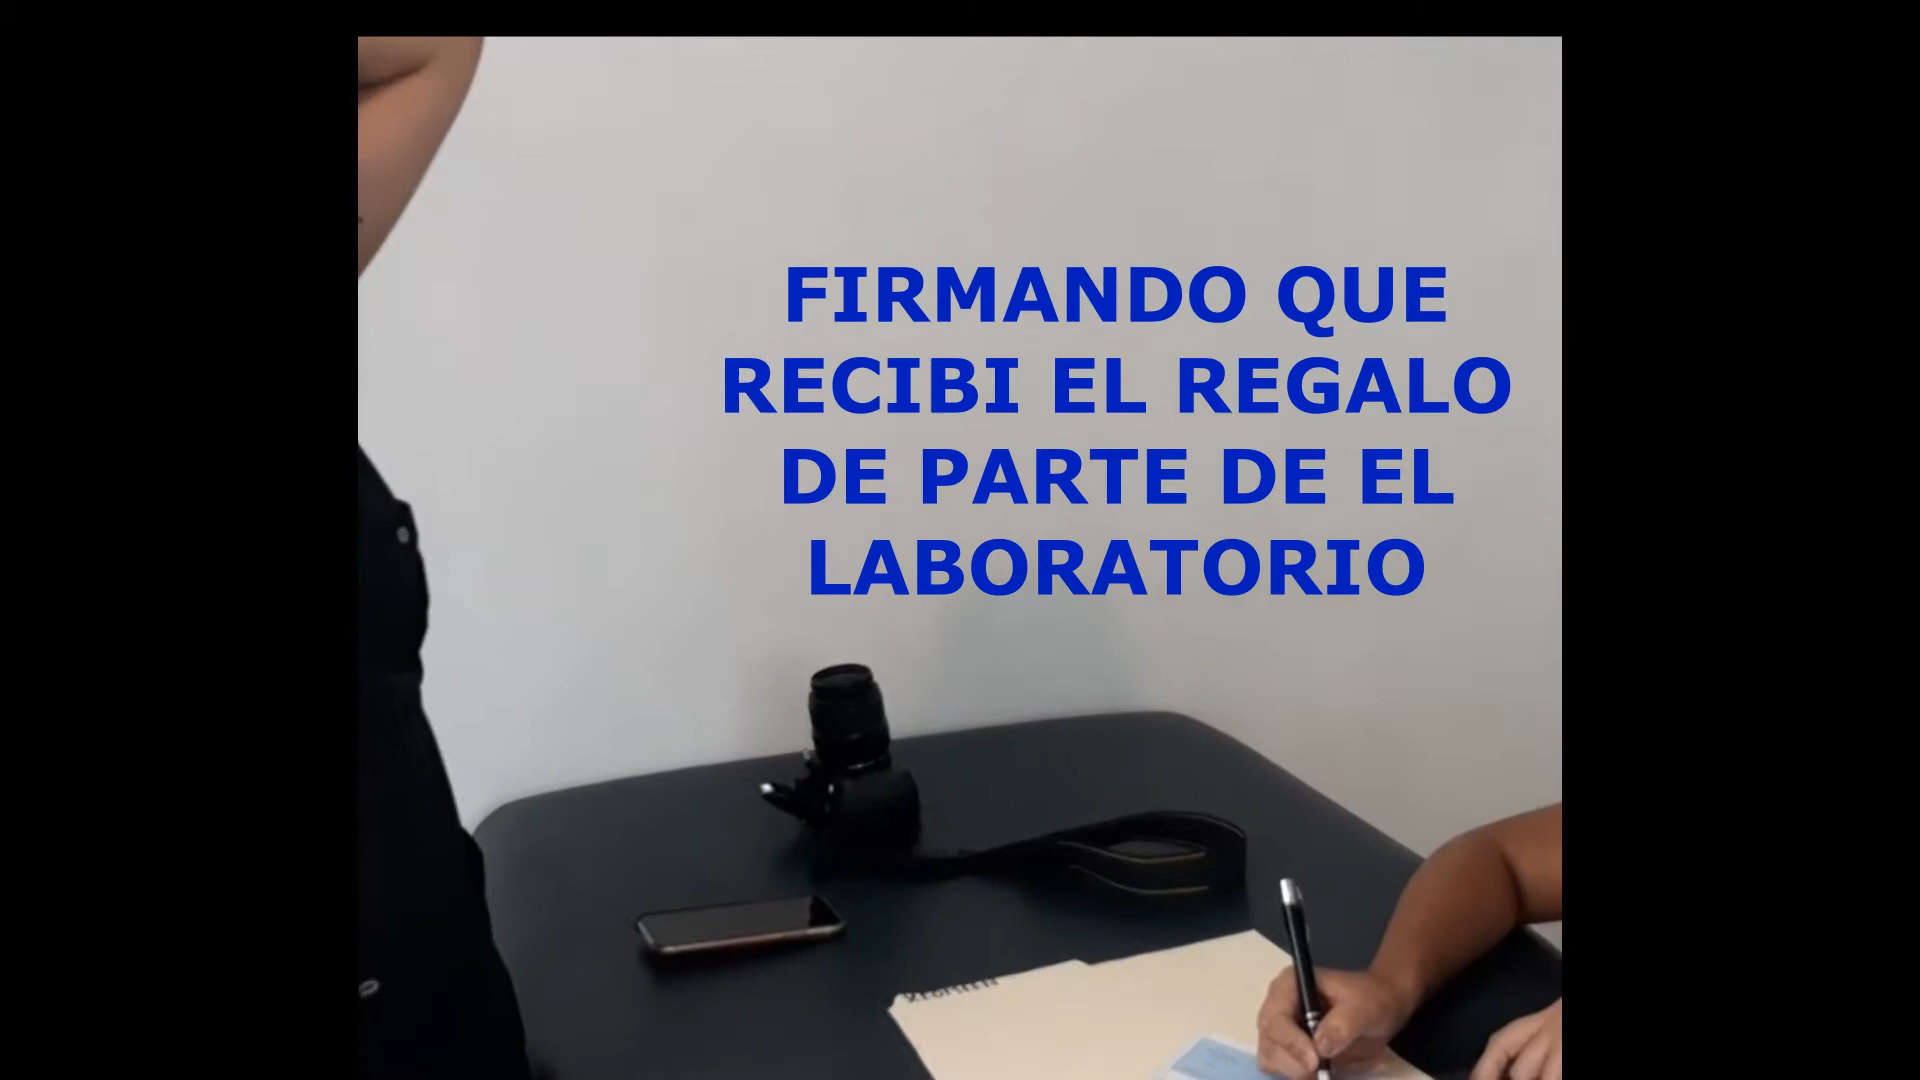 FIRMANDO QUE
RECIBI EL REGALO
DE PARTE DE EL
LABORATORIO